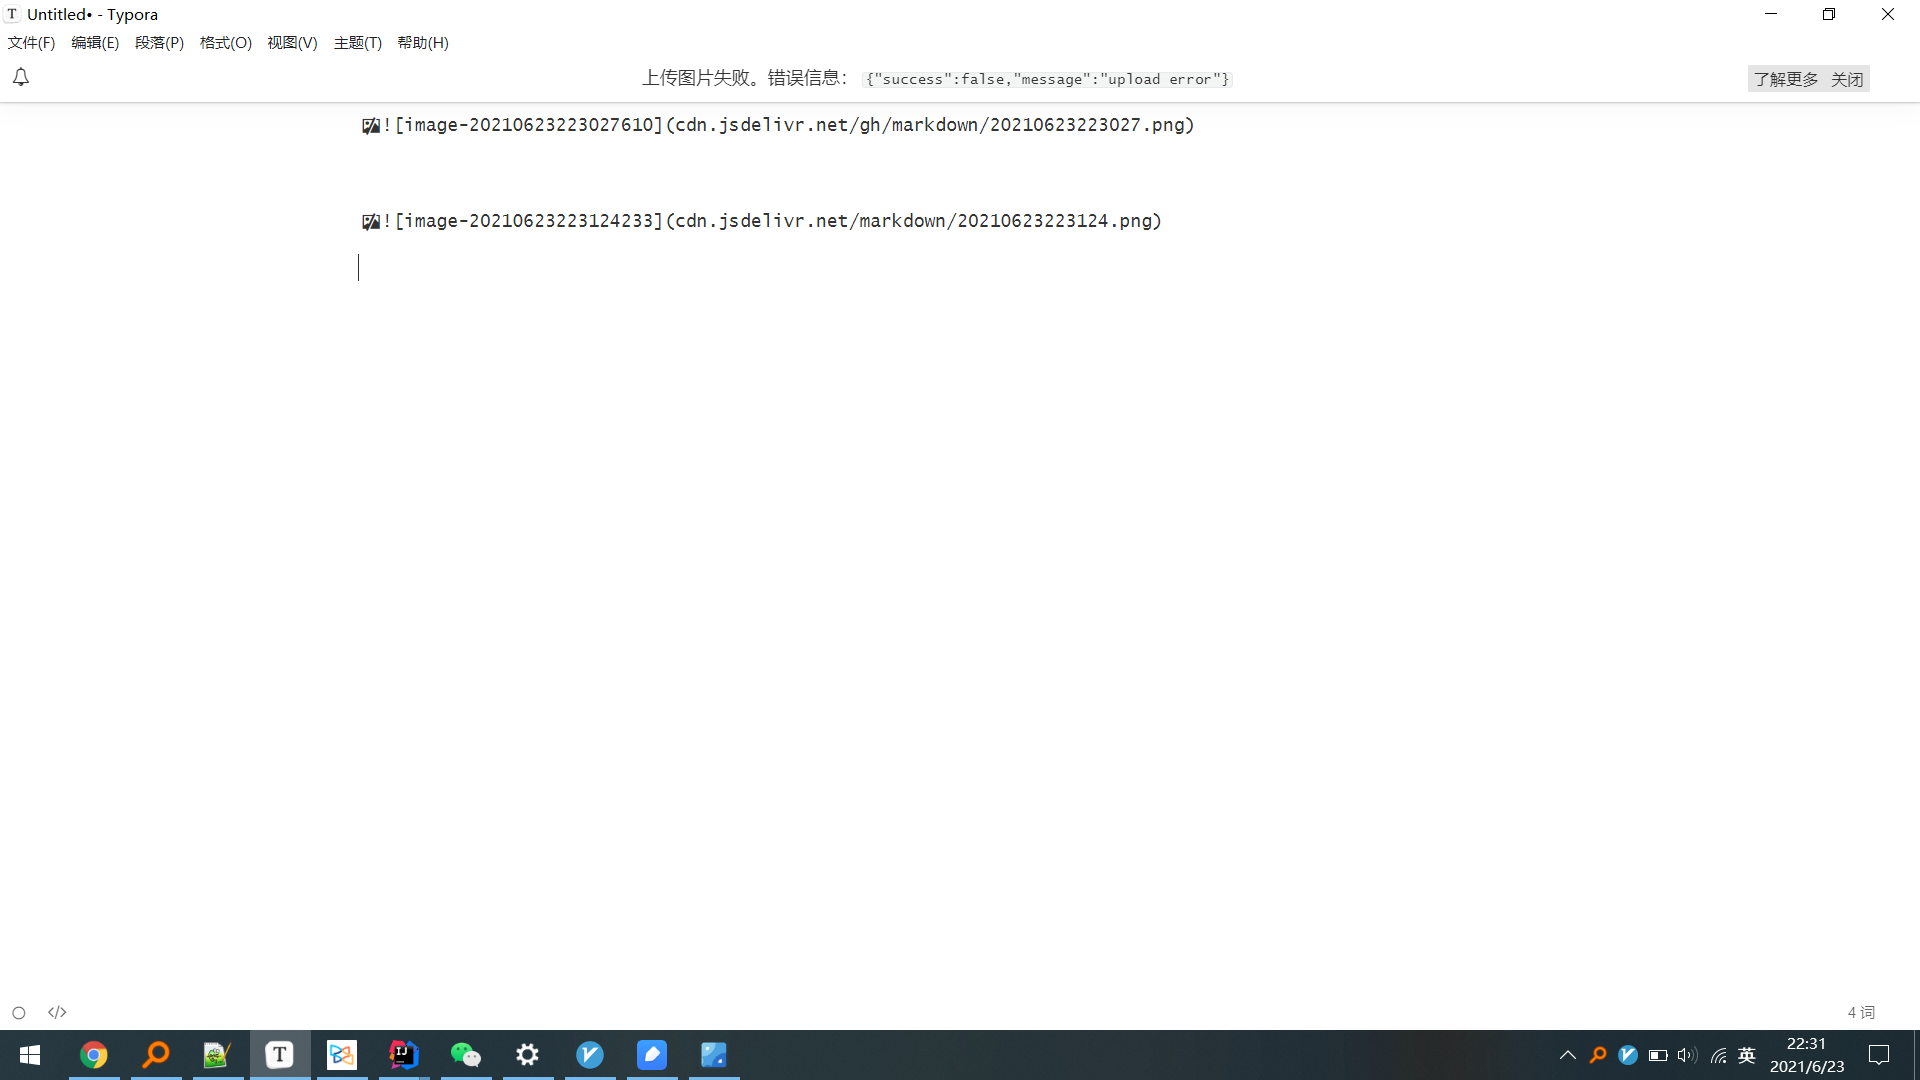 Untitled• - Typora
文件(F) 编辑(E) 段落(P) 格式(O) 视图(V) 主题(T) 帮助(H)
上传图片失败。错误信息： {"success":false,"message":"upload error"} 了解更多 关闭
![image-20210623223027610](cdn.jsdelivr.net/gh/markdown/20210623223027.png)
![image-20210623223124233](cdn.jsdelivr.net/markdown/20210623223124.png)
</> 4 词
英 22:31
2021/6/23